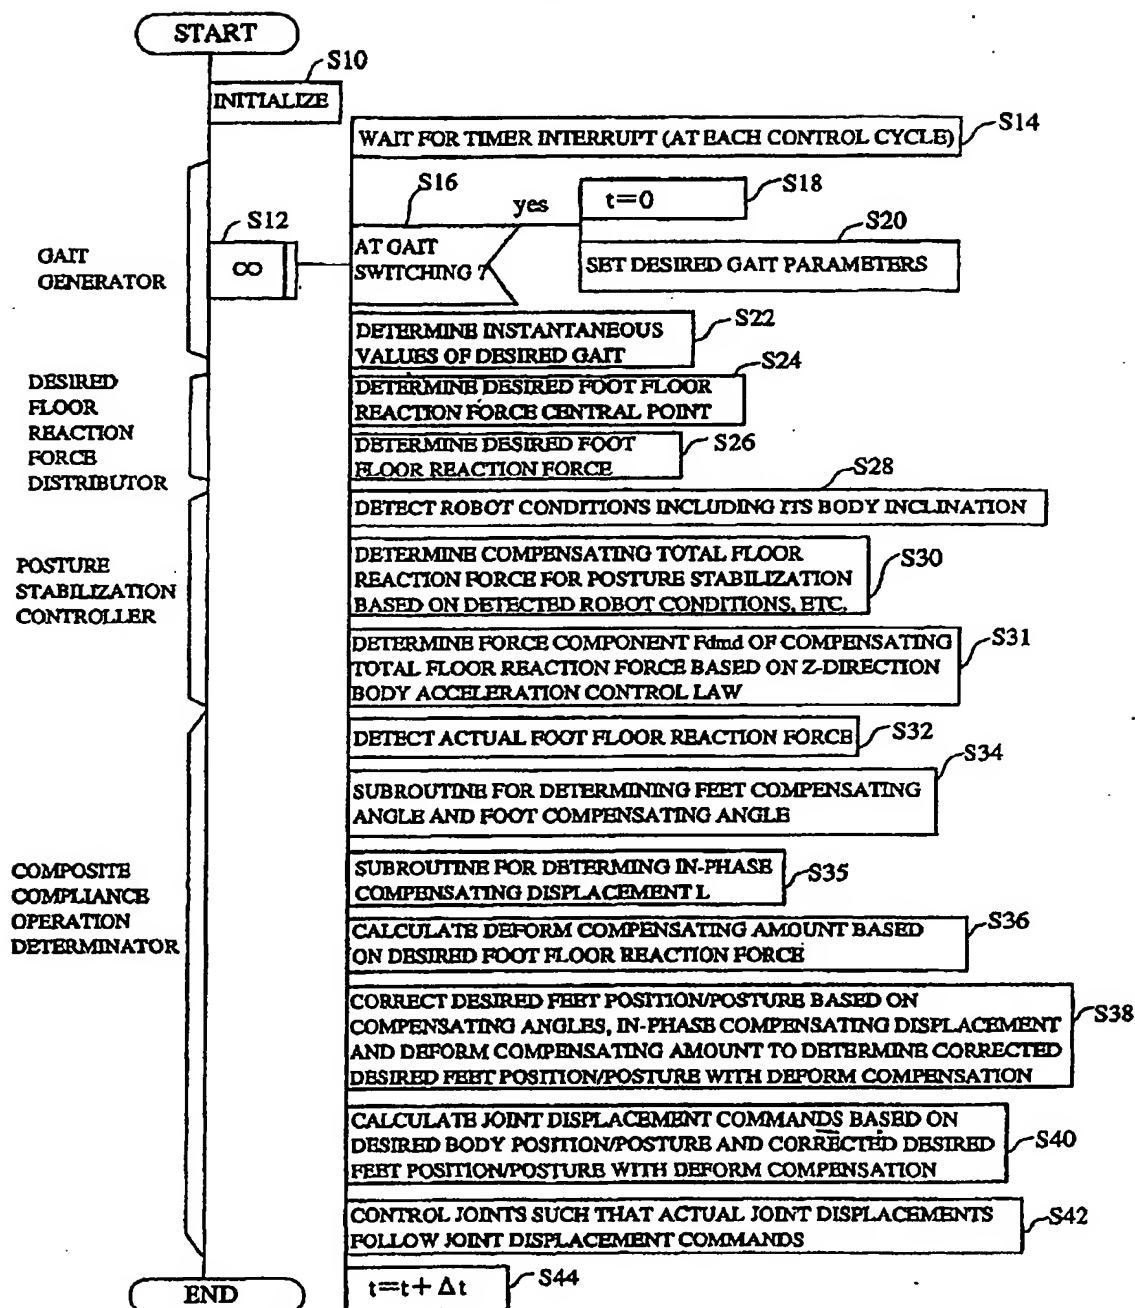 START
S10
INITIALIZE
WAIT FOR TIMER INTERRUPT (AT EACH CONTROL CYCLE)
S14
S16
yes
t=0
S18
S12
∞
GAIT
GENERATOR
AT GAIT
SWITCHING ?
S20
SET DESIRED GAIT PARAMETERS
DETERMINE INSTANTANEOUS
VALUES OF DESIRED GAIT
S22
DESIRED
FLOOR
REACTION
FORCE
DISTRIBUTOR
DETERMINE DESIRED FOOT FLOOR
REACTION FORCE CENTRAL POINT
S24
DETERMINE DESIRED FOOT
FLOOR REACTION FORCE
S26
S28
DETECT ROBOT CONDITIONS INCLUDING ITS BODY INCLINATION
POSTURE
STABILIZATION
CONTROLLER
DETERMINE COMPENSATING TOTAL FLOOR
REACTION FORCE FOR POSTURE STABILIZATION
BASED ON DETECTED ROBOT CONDITIONS, ETC.
S30
DETERMINE FORCE COMPONENT Fdmd OF COMPENSATING
TOTAL FLOOR REACTION FORCE BASED ON Z-DIRECTION
BODY ACCELERATION CONTROL LAW
S31
DETECT ACTUAL FOOT FLOOR REACTION FORCE
S32
S34
SUBROUTINE FOR DETERMINING FEET COMPENSATING
ANGLE AND FOOT COMPENSATING ANGLE
COMPOSITE
COMPLIANCE
OPERATION
DETERMINATOR
SUBROUTINE FOR DETERMING IN-PHASE
COMPENSATING DISPLACEMENT L
S35
CALCULATE DEFORM COMPENSATING AMOUNT BASED
ON DESIRED FOOT FLOOR REACTION FORCE
S36
CORRECT DESIRED FEET POSITION/POSTURE BASED ON
COMPENSATING ANGLES, IN-PHASE COMPENSATING DISPLACEMENT
AND DEFORM COMPENSATING AMOUNT TO DETERMINE CORRECTED
DESIRED FEET POSITION/POSTURE WITH DEFORM COMPENSATION
S38
CALCULATE JOINT DISPLACEMENT COMMANDS BASED ON
DESIRED BODY POSITION/POSTURE AND CORRECTED DESIRED
FEET POSITION/POSTURE WITH DEFORM COMPENSATION
S40
CONTROL JOINTS SUCH THAT ACTUAL JOINT DISPLACEMENTS
FOLLOW JOINT DISPLACEMENT COMMANDS
S42
t=t+ Δt
S44
END